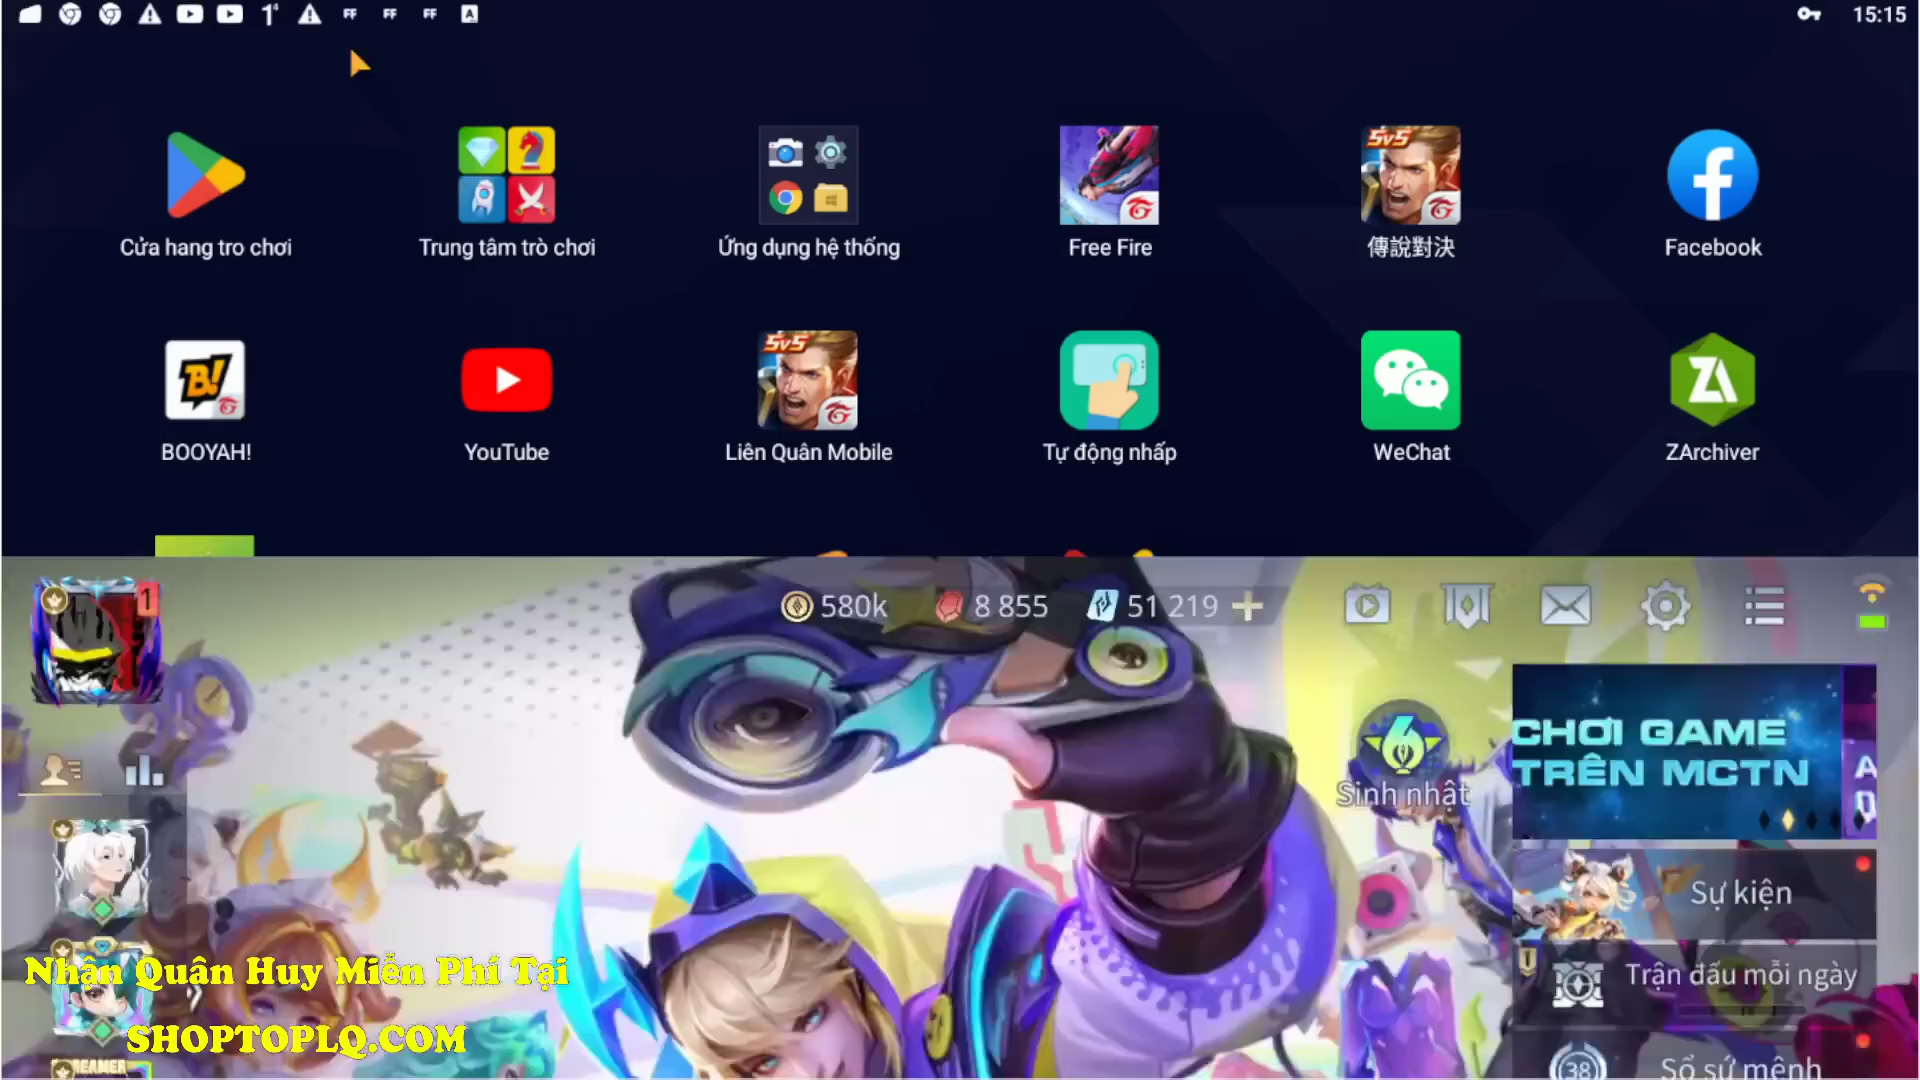 15:15
Cửa hang tro chơi
Trung tâm trò chơi
Ứng dụng hệ thống
Free Fire
傳說對決
Facebook
BOOYAH!
YouTube
Liên Quân Mobile
Tự động nhấp
WeChat
ZArchiver
1
580k
8 855
51 219
Sinh nhật
CHƠI GAME
TRÊN MCTN
Sự kiện
Trận đấu mỗi ngày
38
Sổ sứ mệnh
Nhận Quân Huy Miễn Phí Tại
SHOPTOPLQ.COM